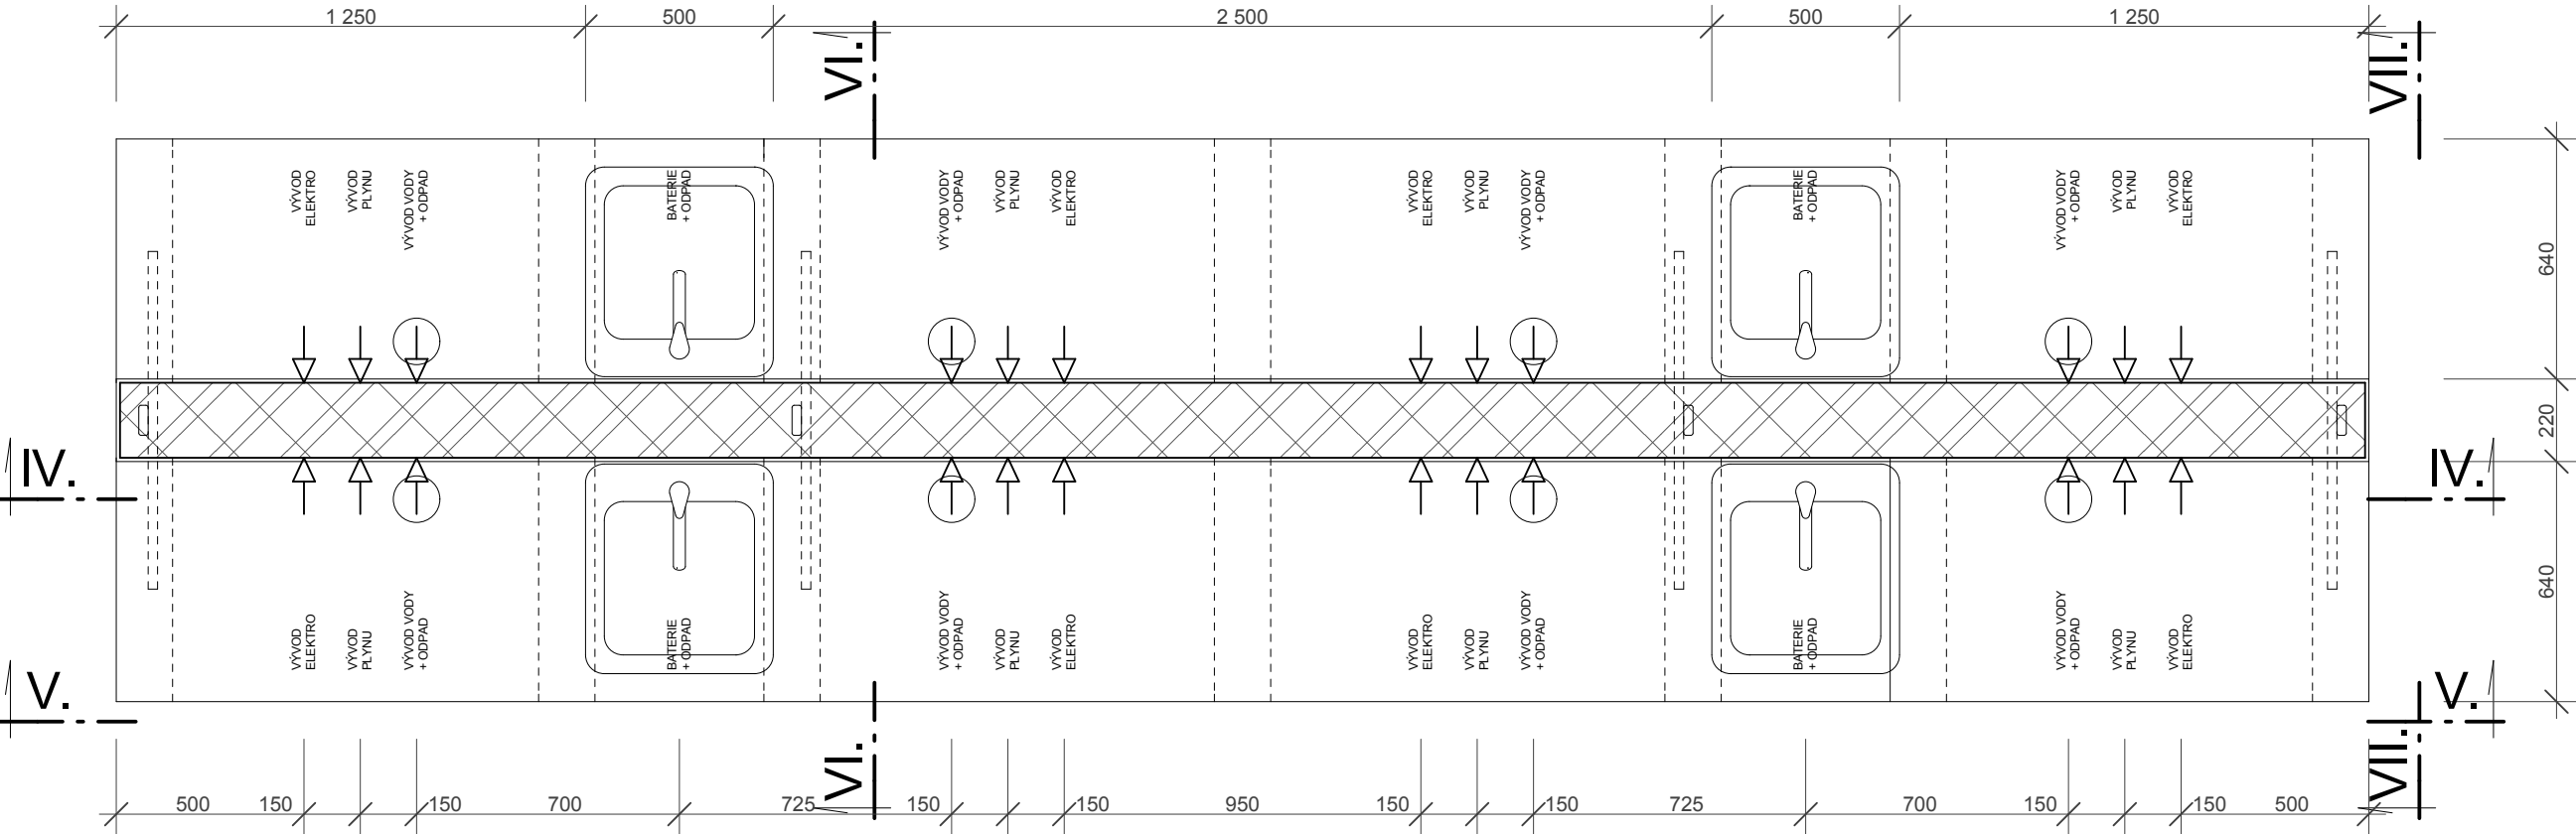 1 250
500
2 500
500
1 250
VI.
VII.
VÝVOD
ELEKTRO
VÝVOD
PLYNU
VÝVOD VODY
+ ODPAD
BATERIE
+ ODPAD
VÝVOD VODY
+ ODPAD
VÝVOD
PLYNU
VÝVOD
ELEKTRO
VÝVOD
ELEKTRO
VÝVOD
PLYNU
VÝVOD VODY
+ ODPAD
BATERIE
+ ODPAD
VÝVOD VODY
+ ODPAD
VÝVOD
PLYNU
VÝVOD
ELEKTRO
640
220
640
IV.
IV.
VÝVOD
ELEKTRO
VÝVOD
PLYNU
VÝVOD VODY
+ ODPAD
BATERIE
+ ODPAD
VÝVOD VODY
+ ODPAD
VÝVOD
PLYNU
VÝVOD
ELEKTRO
VÝVOD
ELEKTRO
VÝVOD
PLYNU
VÝVOD VODY
+ ODPAD
BATERIE
+ ODPAD
VÝVOD VODY
+ ODPAD
VÝVOD
PLYNU
VÝVOD
ELEKTRO
V.
V.
VI.
VII.
500
150
150
700
725
150
150
950
150
150
725
700
150
150
500